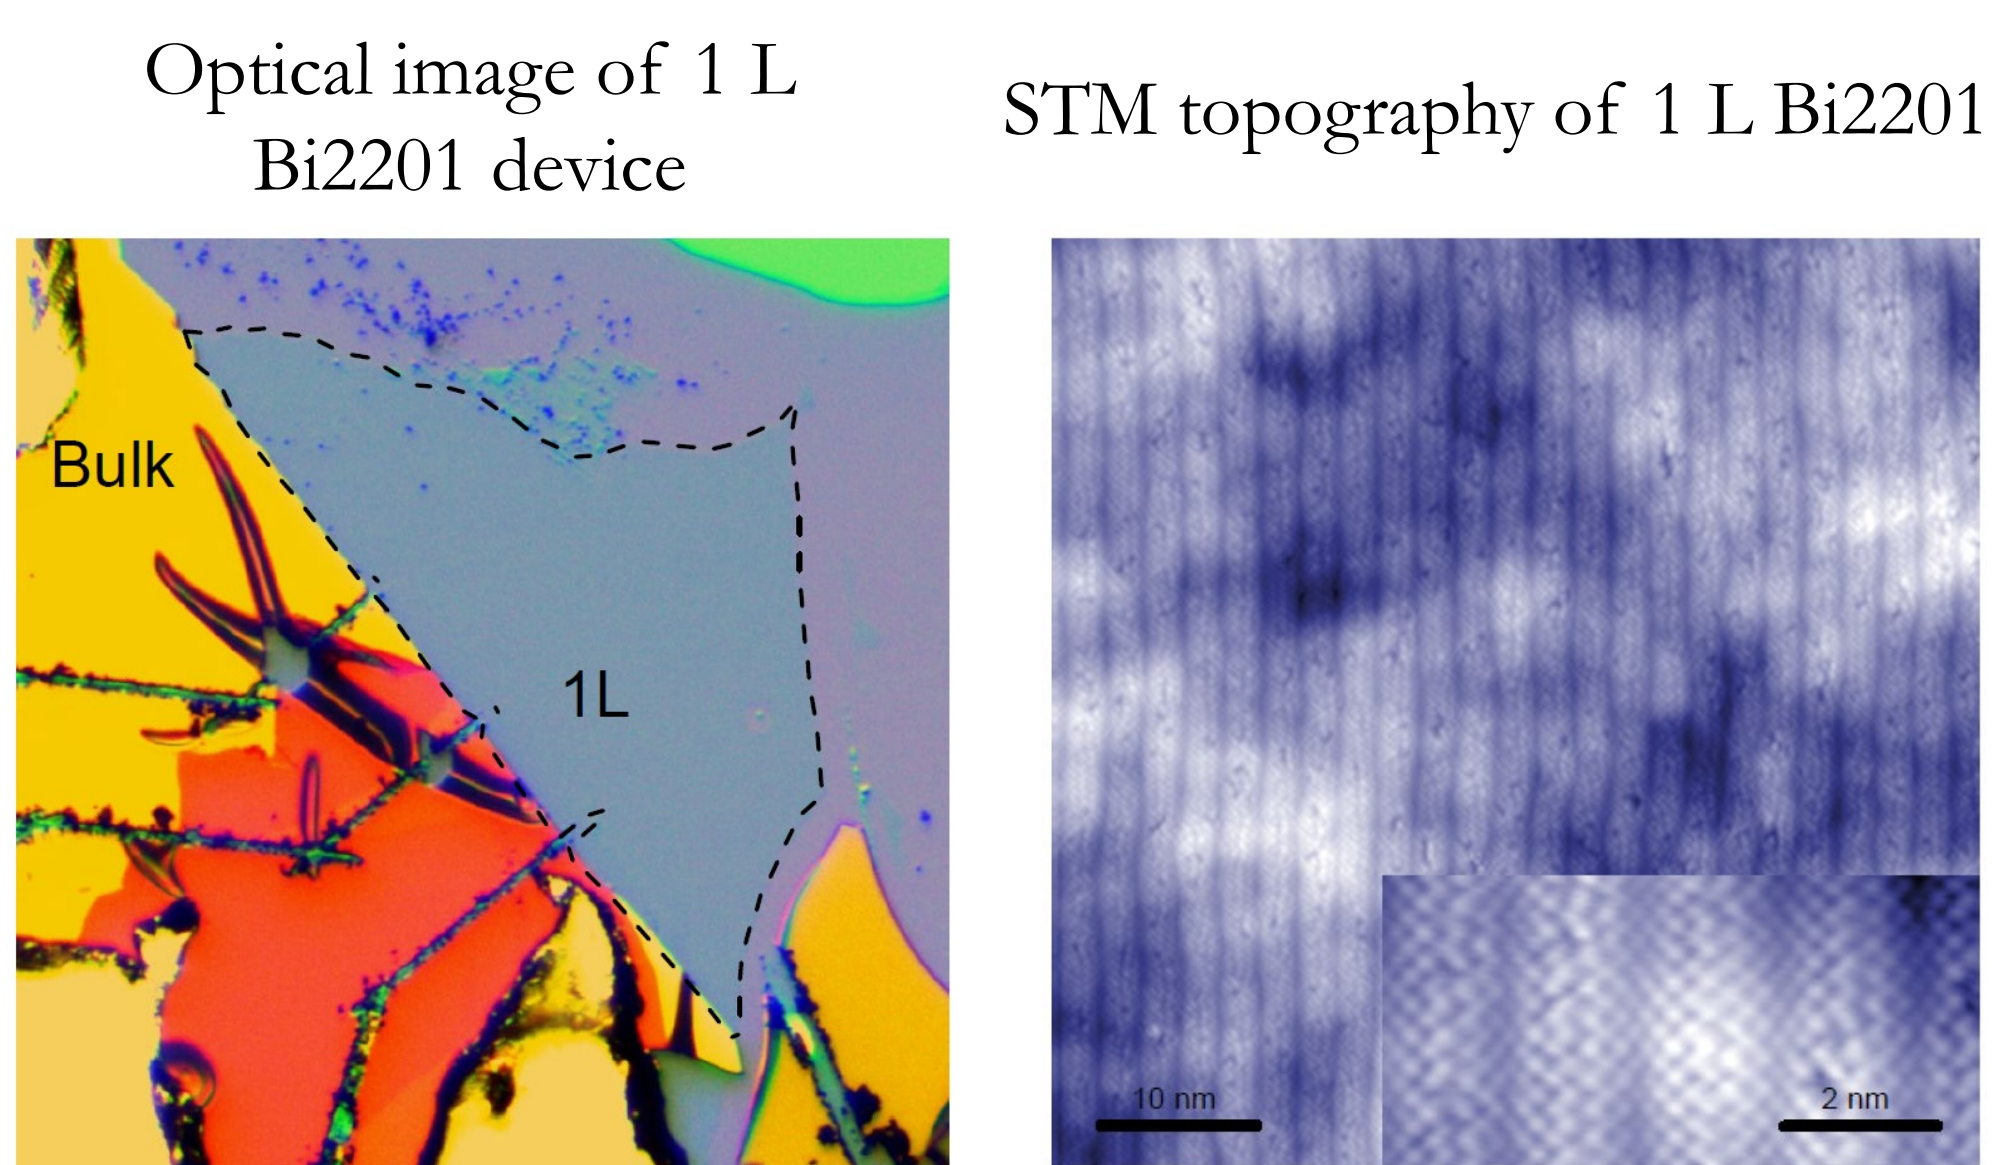 Optical image of 1 L
Bi2201 device
STM topography of 1 L Bi2201
Bulk
1L
10 nm
2 nm